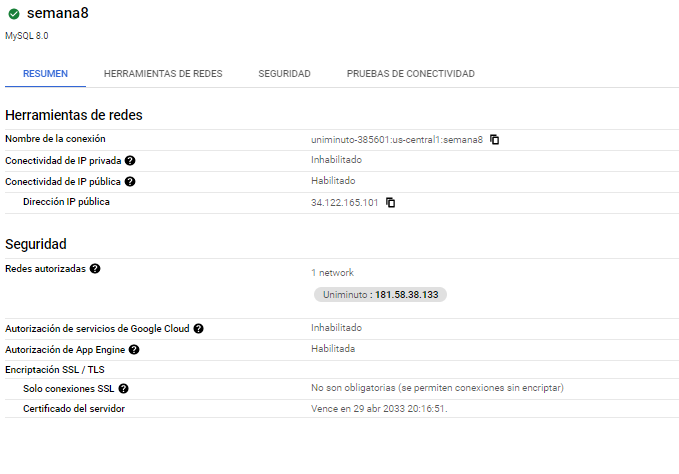 semana8
MySQL 8.0
RESUMEN HERRAMIENTAS DE REDES SEGURIDAD PRUEBAS DE CONECTIVIDAD
Herramientas de redes
Nombre de la conexión uniminuto-385601:us-central1:semana8
Conectividad de IP privada Inhabilitado
Conectividad de IP pública Habilitado
Dirección IP pública 34.122.165.101
Seguridad
Redes autorizadas 1 network
Uniminuto : 181.58.38.133
Autorización de servicios de Google Cloud Inhabilitado
Autorización de App Engine Habilitada
Encriptación SSL / TLS
Solo conexiones SSL No son obligatorias (se permiten conexiones sin encriptar)
Certificado del servidor Vence en 29 abr 2033 20:16:51.